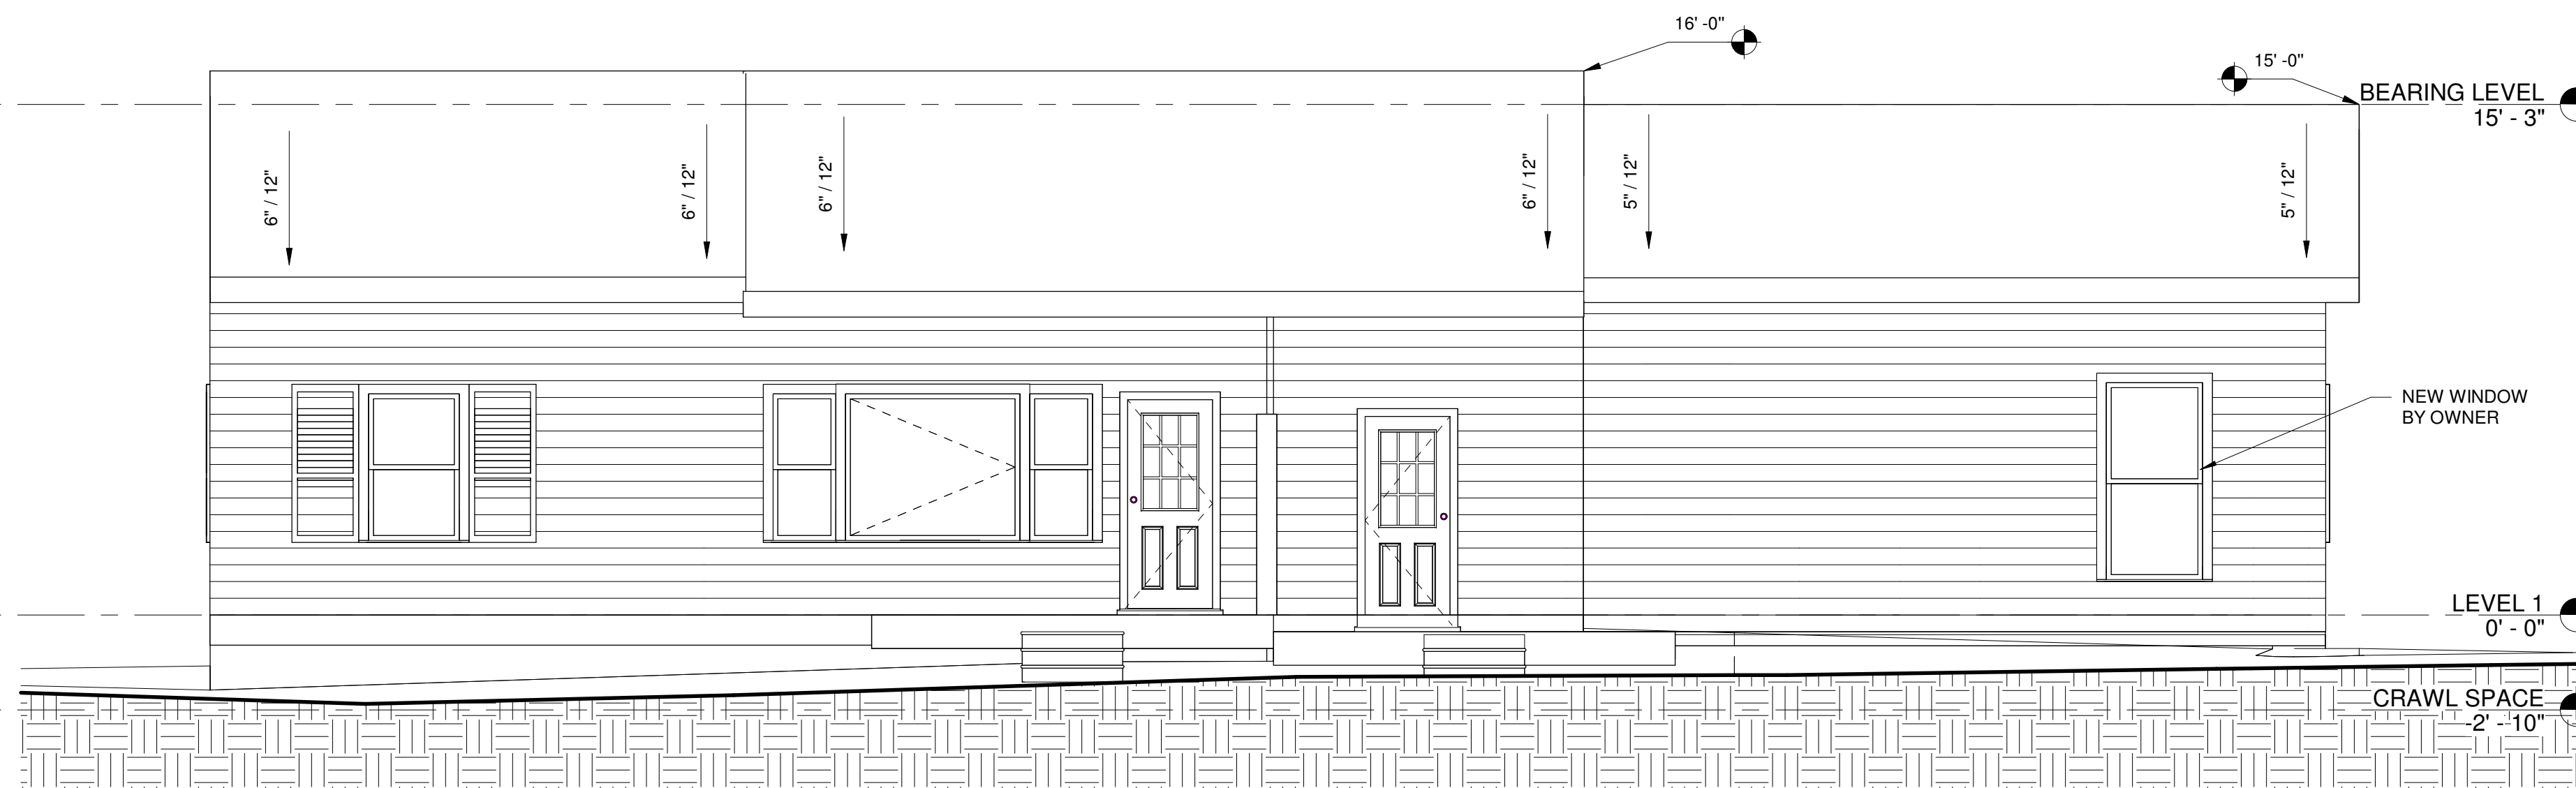 16' -0"
15' -0"
BEARING LEVEL
15' - 3"
6" / 12"
6" / 12"
6" / 12"
6" / 12"
5" / 12"
5" / 12"
NEW WINDOW
BY OWNER
LEVEL 1
0' - 0"
CRAWL SPACE
-2' - 10"